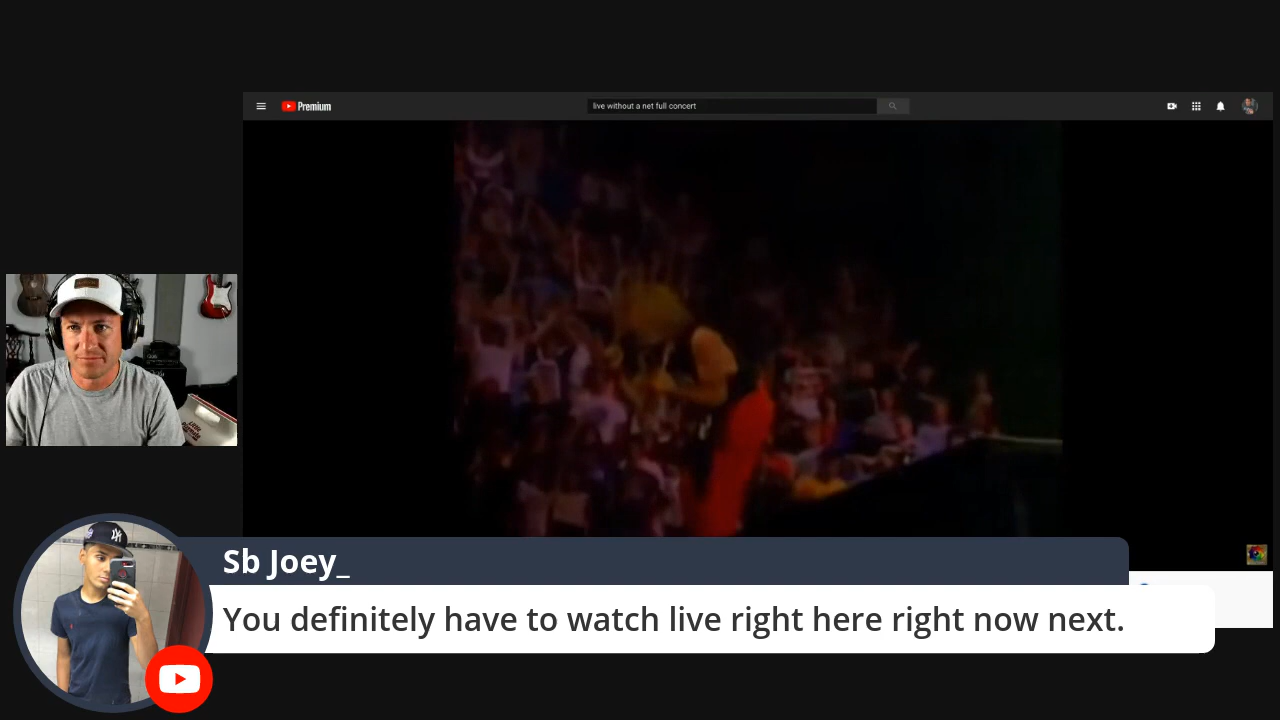 Premium
live without a net full concert
Sb Joey_
You definitely have to watch live right here right now next.